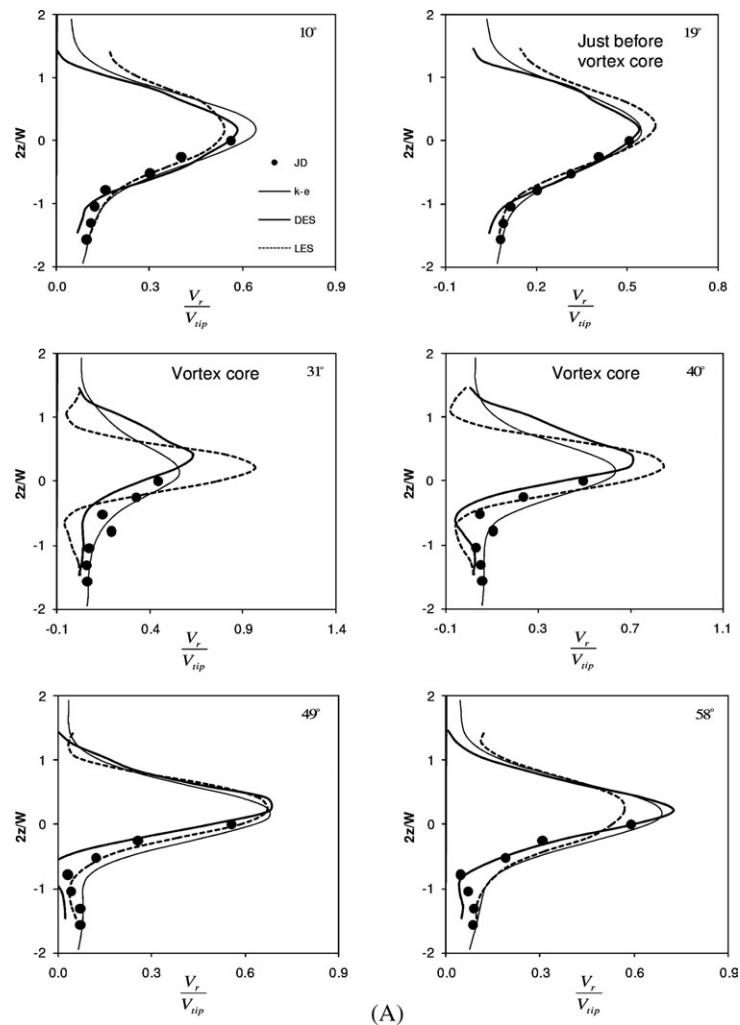 2
10°
1
2z/W
0
JD
k-e
-1
DES
LES
-2
0.0 0.3 0.6 0.9
V_r
V_tip
Just before
vortex core
19°
2
1
0
-1
-2
-0.1 0.2 0.5 0.8
V_r
V_tip
2
Vortex core 31°
1
2z/W
0
-1
-2
-0.1 0.4 0.9 1.4
V_r
V_tip
2
Vortex core 40°
1
2z/W
0
-1
-2
-0.1 0.3 0.7 1.1
V_r
V_tip
2
49°
1
2z/W
0
-1
-2
0.0 0.3 0.6 0.9
V_r
V_tip
2
58°
1
2z/W
0
-1
-2
0.0 0.3 0.6 0.9
V_r
V_tip
(A)